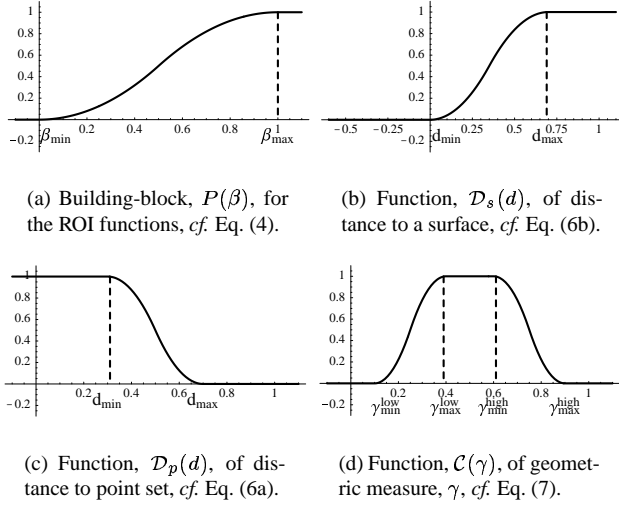 1
0.8
0.6
0.4
0.2
−0.2
βmin 0.2 0.4 0.6 0.8 1
βmax
1
0.8
0.6
0.4
0.2
−0.2
−0.5 −0.25 0.25 0.5 0.75 1
dmin dmax
(a) Building-block, P(β), for
the ROI functions, cf. Eq. (4).
(b) Function, 𝒟s(d), of dis-
tance to a surface, cf. Eq. (6b).
1
0.8
0.6
0.4
0.2
−0.2
0.2 0.4 0.6 0.8 1
dmin dmax
1
0.8
0.6
0.4
0.2
−0.2
0.2 0.4 0.6 0.8 1
γ^low_min γ^low_max γ^high_min γ^high_max
(c) Function, 𝒟p(d), of dis-
tance to point set, cf. Eq. (6a).
(d) Function, 𝒞(γ), of geomet-
ric measure, γ, cf. Eq. (7).